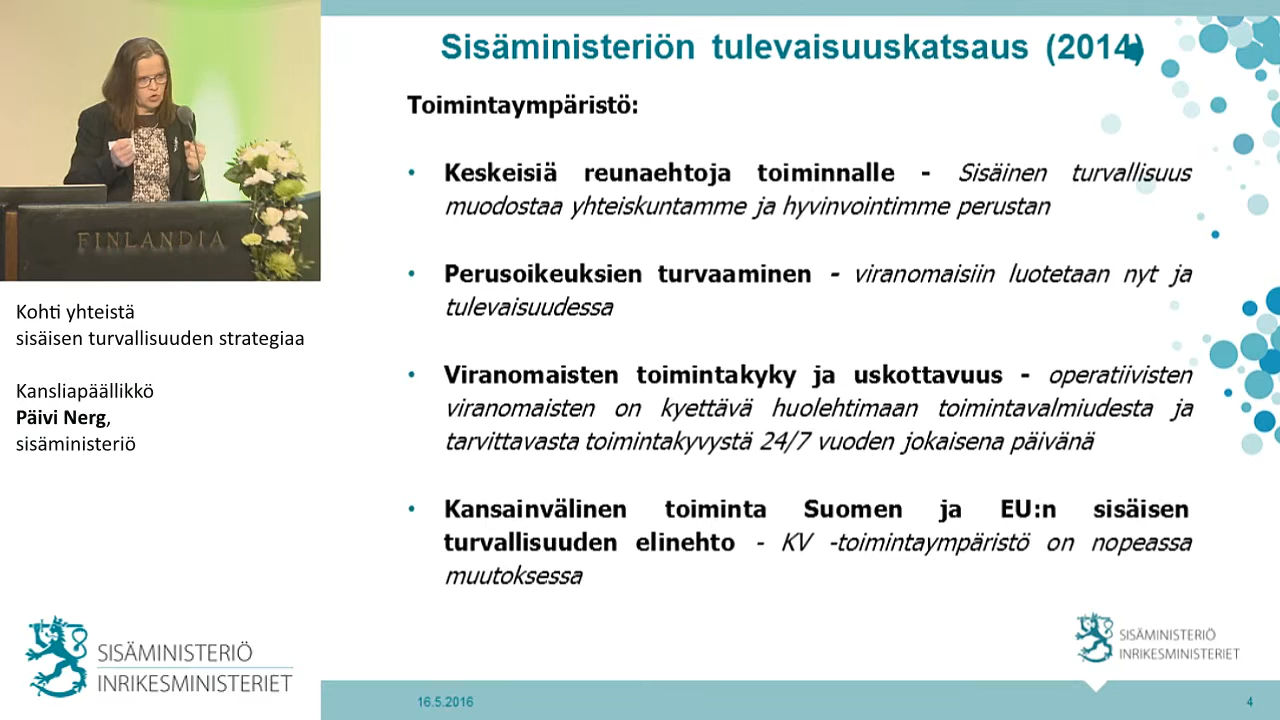 FINLANDIA
Kohti yhteistä
sisäisen turvallisuuden strategiaa
Kansliapäällikkö
Päivi Nerg,
sisäministeriö
SISÄMINISTERIÖ
INRIKESMINISTERIET
Sisäministeriön tulevaisuuskatsaus (2014)
Toimintaympäristö:
• Keskeisiä reunaehtoja toiminnalle - Sisäinen turvallisuus
muodostaa yhteiskuntamme ja hyvinvointimme perustan
• Perusoikeuksien turvaaminen - viranomaisiin luotetaan nyt ja
tulevaisuudessa
• Viranomaisten toimintakyky ja uskottavuus - operatiivisten
viranomaisten on kyettävä huolehtimaan toimintavalmiudesta ja
tarvittavasta toimintakyvystä 24/7 vuoden jokaisena päivänä
• Kansainvälinen toiminta Suomen ja EU:n sisäisen
turvallisuuden elinehto - KV -toimintaympäristö on nopeassa
muutoksessa
SISÄMINISTERIÖ
INRIKESMINISTERIET
16.5.2016
4